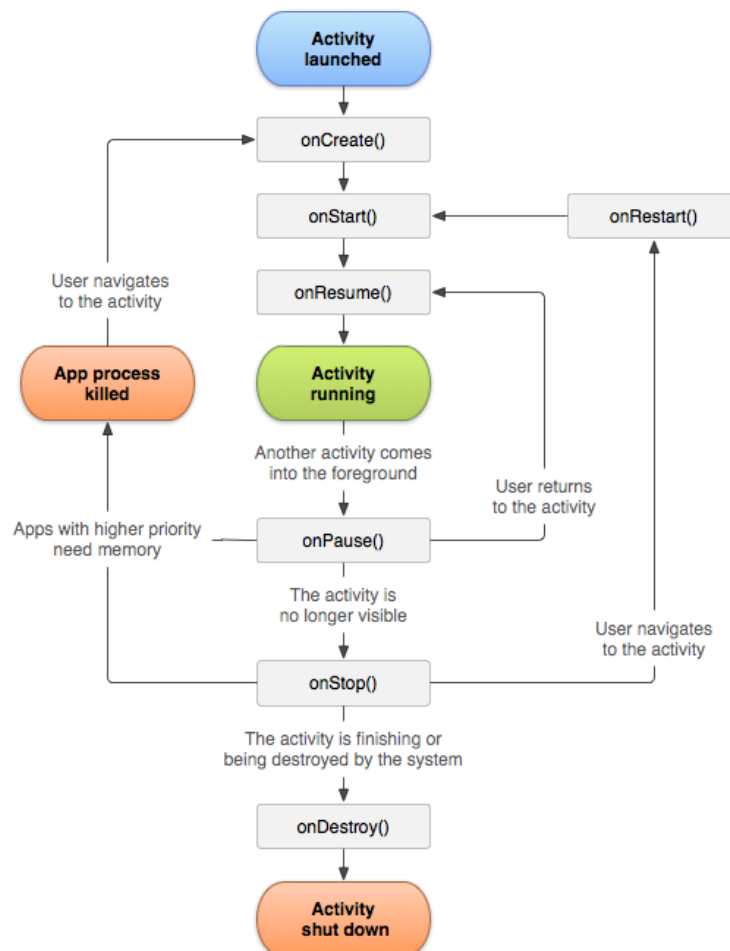 Activity
launched
onCreate()
onStart()
onRestart()
User navigates
to the activity
onResume()
App process
killed
Activity
running
Another activity comes
into the foreground
User returns
to the activity
Apps with higher priority
need memory
onPause()
The activity is
no longer visible
User navigates
to the activity
onStop()
The activity is finishing or
being destroyed by the system
onDestroy()
Activity
shut down